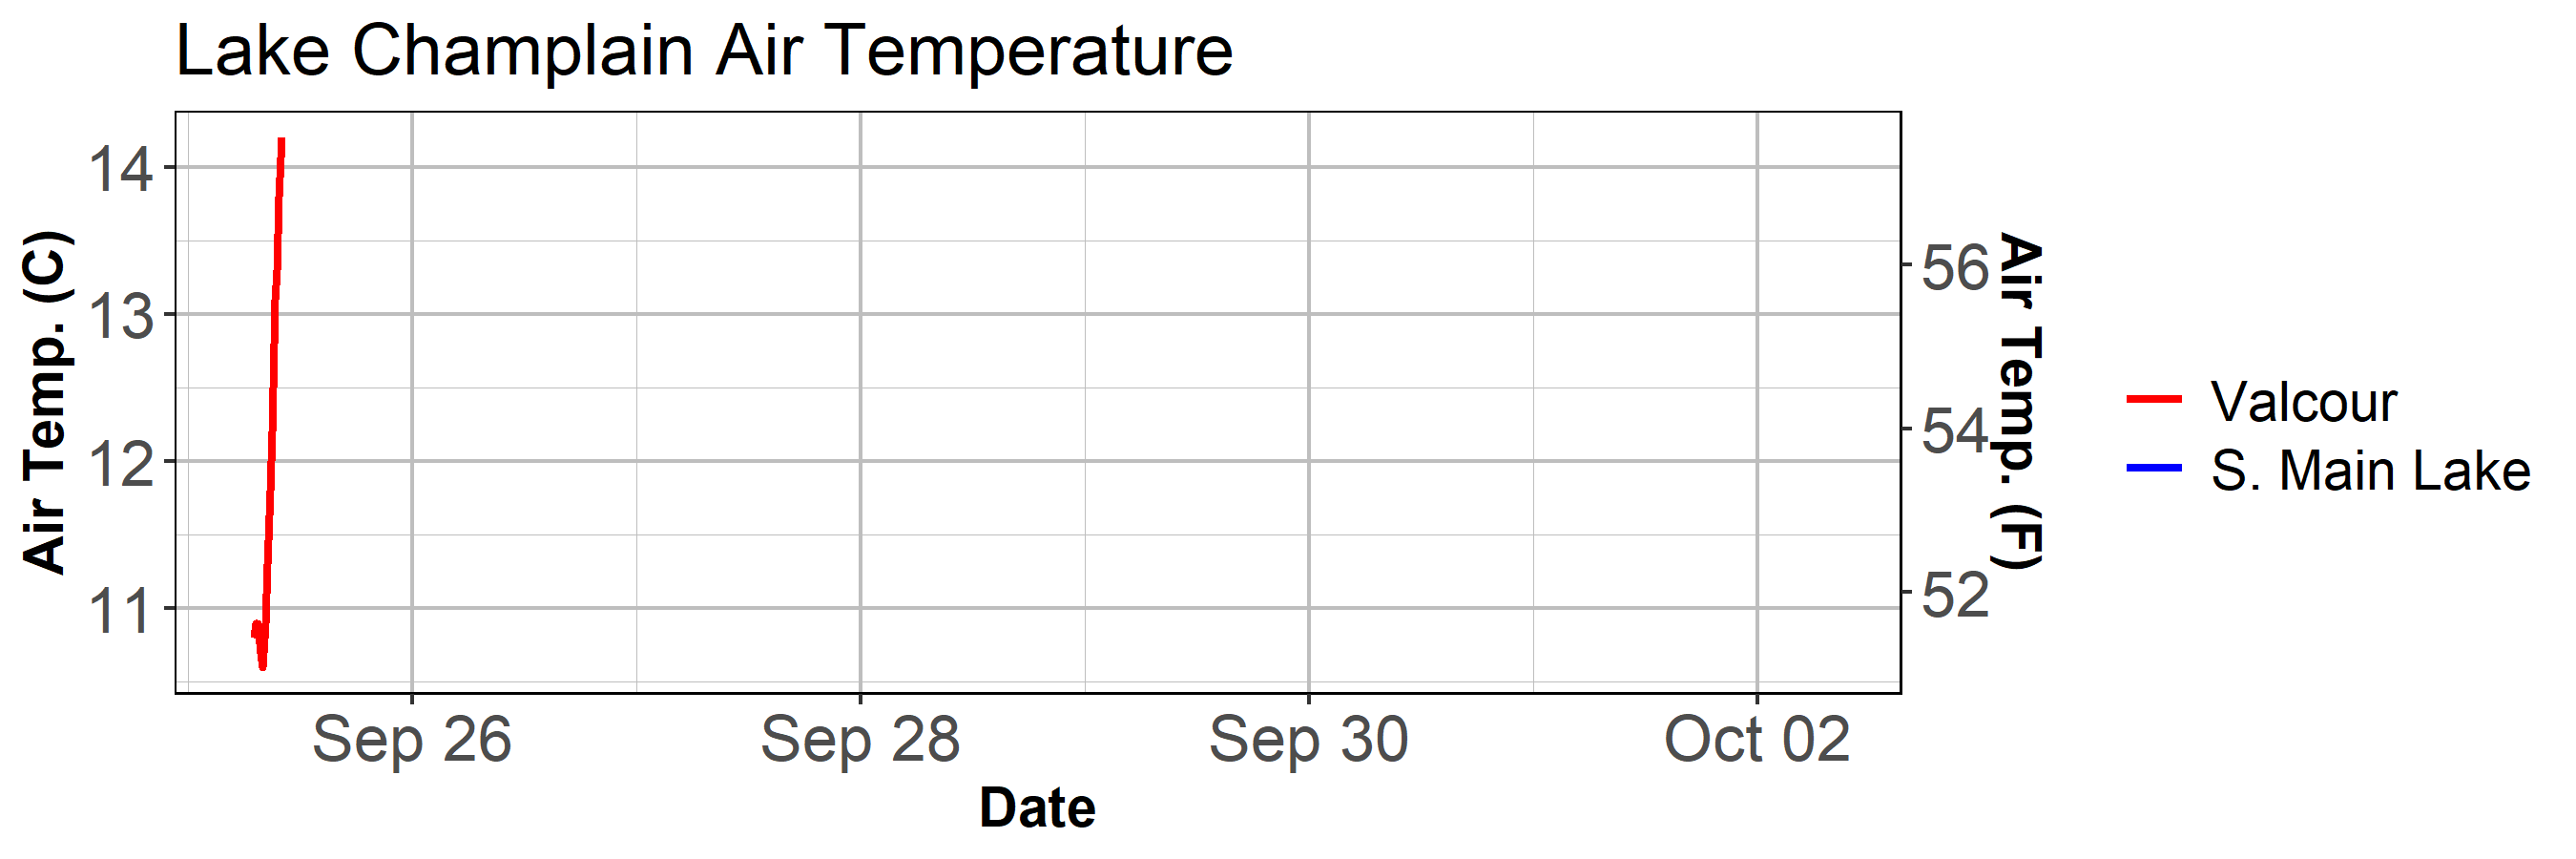 Lake Champlain Air Temperature
Air Temp. (C)
14
13
12
11
56
54
52
Air Temp. (F)
Valcour
S. Main Lake
Sep 26 Sep 28 Sep 30 Oct 02
Date